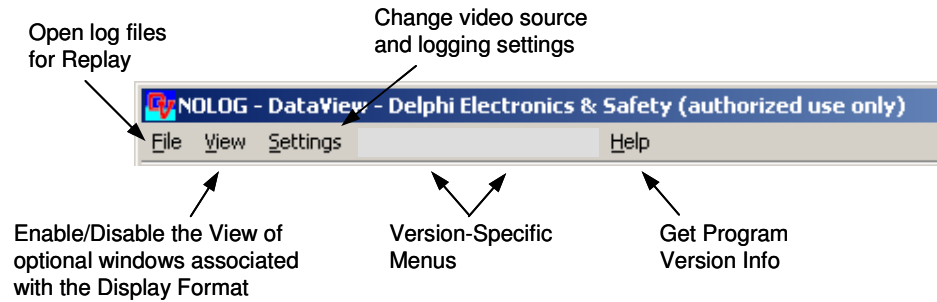 Change video source
and logging settings
Open log files
for Replay
DV NOLOG - DataView - Delphi Electronics & Safety (authorized use only)
File View Settings Help
Enable/Disable the View of
optional windows associated
with the Display Format
Version-Specific
Menus
Get Program
Version Info